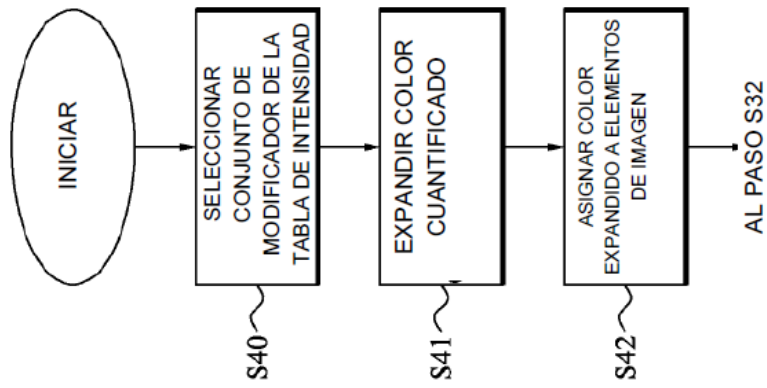 INICIAR
SELECCIONAR
CONJUNTO DE
MODIFICADOR DE LA
TABLA DE INTENSIDAD
S40
EXPANDIR COLOR
CUANTIFICADO
S41
ASIGNAR COLOR
EXPANDIDO A ELEMENTOS
DE IMAGEN
S42
AL PASO S32